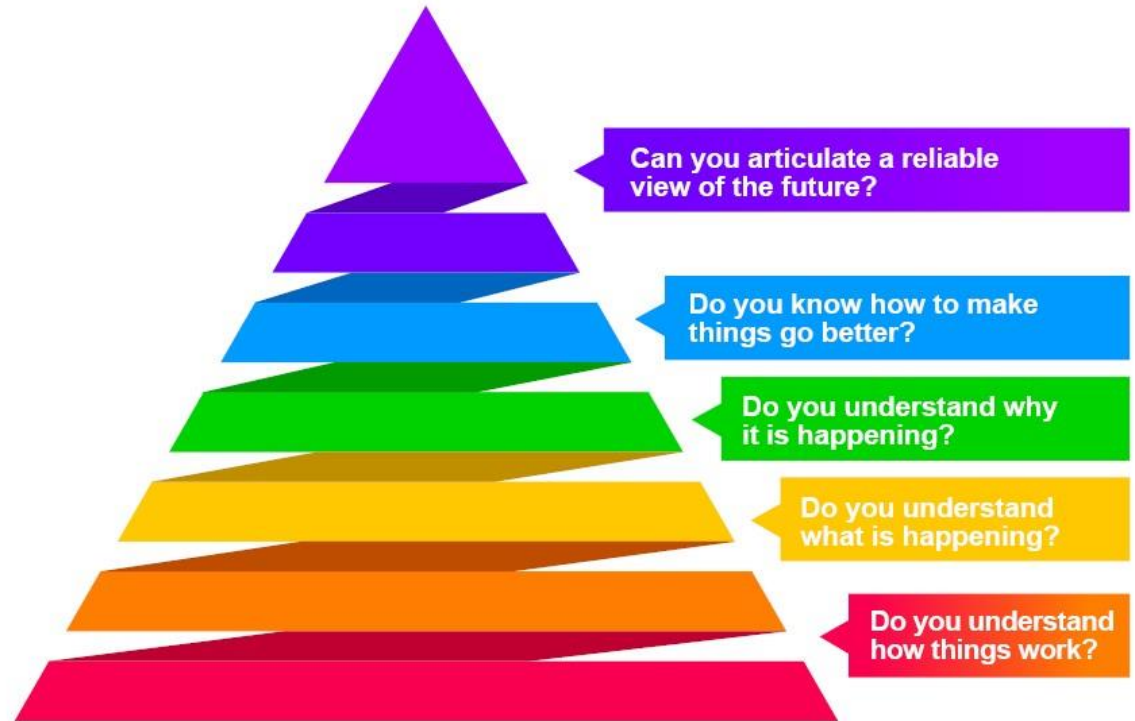 Can you articulate a reliable
view of the future?
Do you know how to make
things go better?
Do you understand why
it is happening?
Do you understand
what is happening?
Do you understand
how things work?